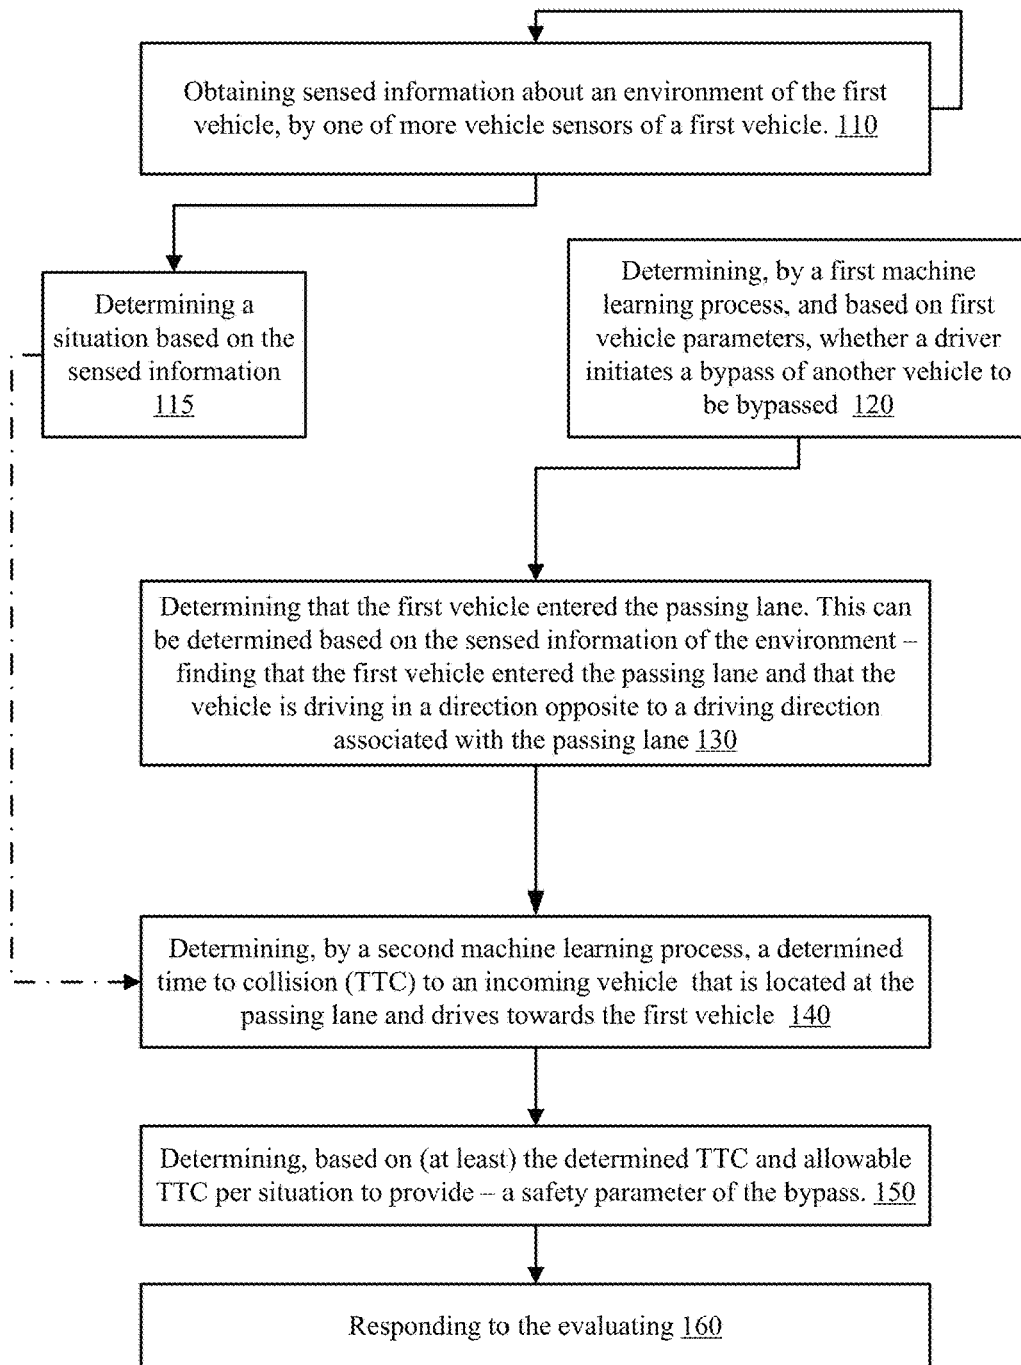 Obtaining sensed information about an environment of the first
vehicle, by one of more vehicle sensors of a first vehicle. 110
Determining a
situation based on the
sensed information
115
Determining, by a first machine
learning process, and based on first
vehicle parameters, whether a driver
initiates a bypass of another vehicle to
be bypassed 120
Determining that the first vehicle entered the passing lane. This can
be determined based on the sensed information of the environment –
finding that the first vehicle entered the passing lane and that the
vehicle is driving in a direction opposite to a driving direction
associated with the passing lane 130
Determining, by a second machine learning process, a determined
time to collision (TTC) to an incoming vehicle that is located at the
passing lane and drives towards the first vehicle 140
Determining, based on (at least) the determined TTC and allowable
TTC per situation to provide – a safety parameter of the bypass. 150
Responding to the evaluating 160